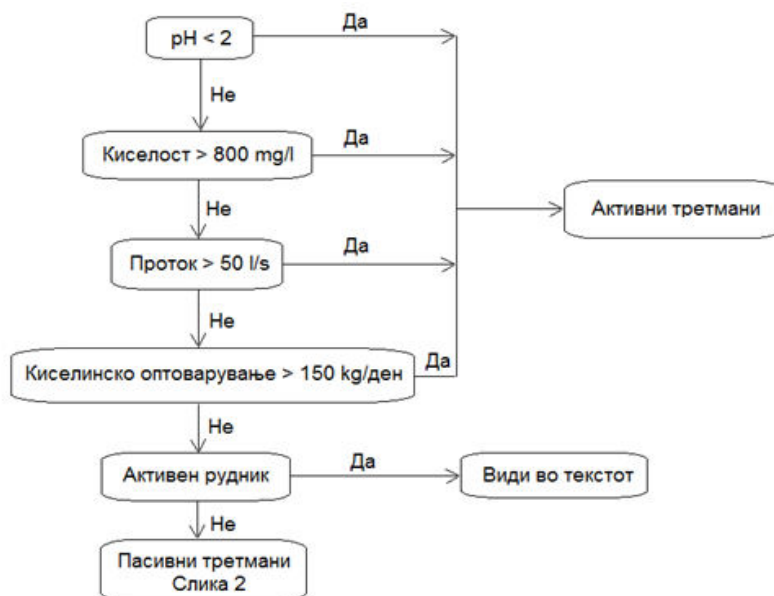 Да
pH < 2
Не
Да
Киселост > 800 mg/l
Не
Активни третмани
Да
Проток > 50 l/s
Не
Да
Киселинско оптоварување > 150 kg/ден
Не
Да
Активен рудник
Види во текстот
Не
Пасивни третмани
Слика 2